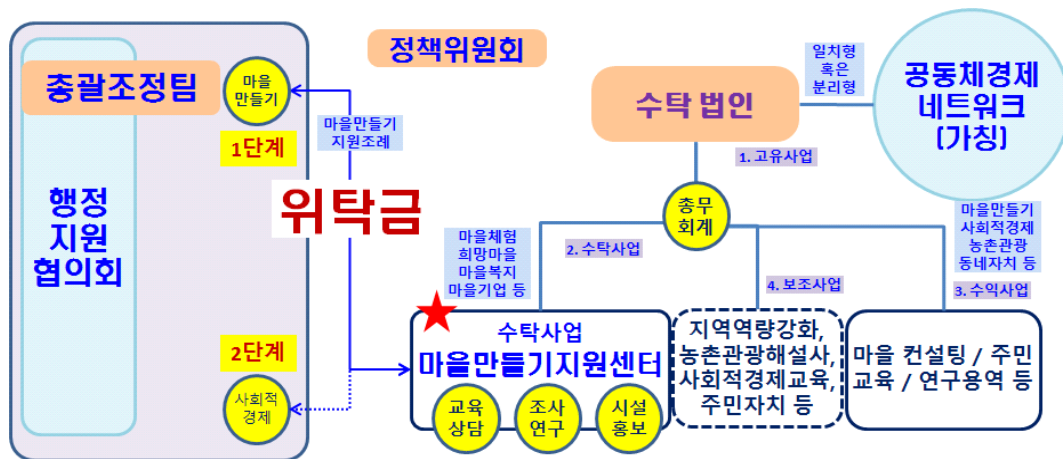 정책위원회
총괄조정팀
마을
만들기
1단계
행정
지원
협의회
2단계
사회적
경제
마을만들기
지원조례
위탁금
수탁 법인
일치형
혹은
분리형
공동체경제
네트워크
(가칭)
1. 고유사업
총무
회계
마을체험
희망마을
마을복지
마을기업 등
2. 수탁사업
4. 보조사업
마을만들기
사회적경제
농촌관광
동네자치 등
3. 수익사업
수탁사업
마을만들기지원센터
교육
상담
조사
연구
시설
홍보
지역역량강화,
농촌관광해설사,
사회적경제교육,
주민자치 등
마을 컨설팅 / 주민
교육 / 연구용역 등